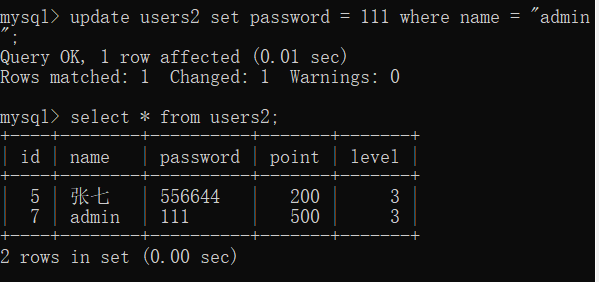 mysql> update users2 set password = 111 where name = "admin
";
Query OK, 1 row affected (0.01 sec)
Rows matched: 1  Changed: 1  Warnings: 0
mysql> select * from users2;
+----+--------+----------+-------+-------+
| id | name   | password | point | level |
+----+--------+----------+-------+-------+
|  5 | 张七   | 556644   |   200 |     3 |
|  7 | admin  | 111      |   500 |     3 |
+----+--------+----------+-------+-------+
2 rows in set (0.00 sec)